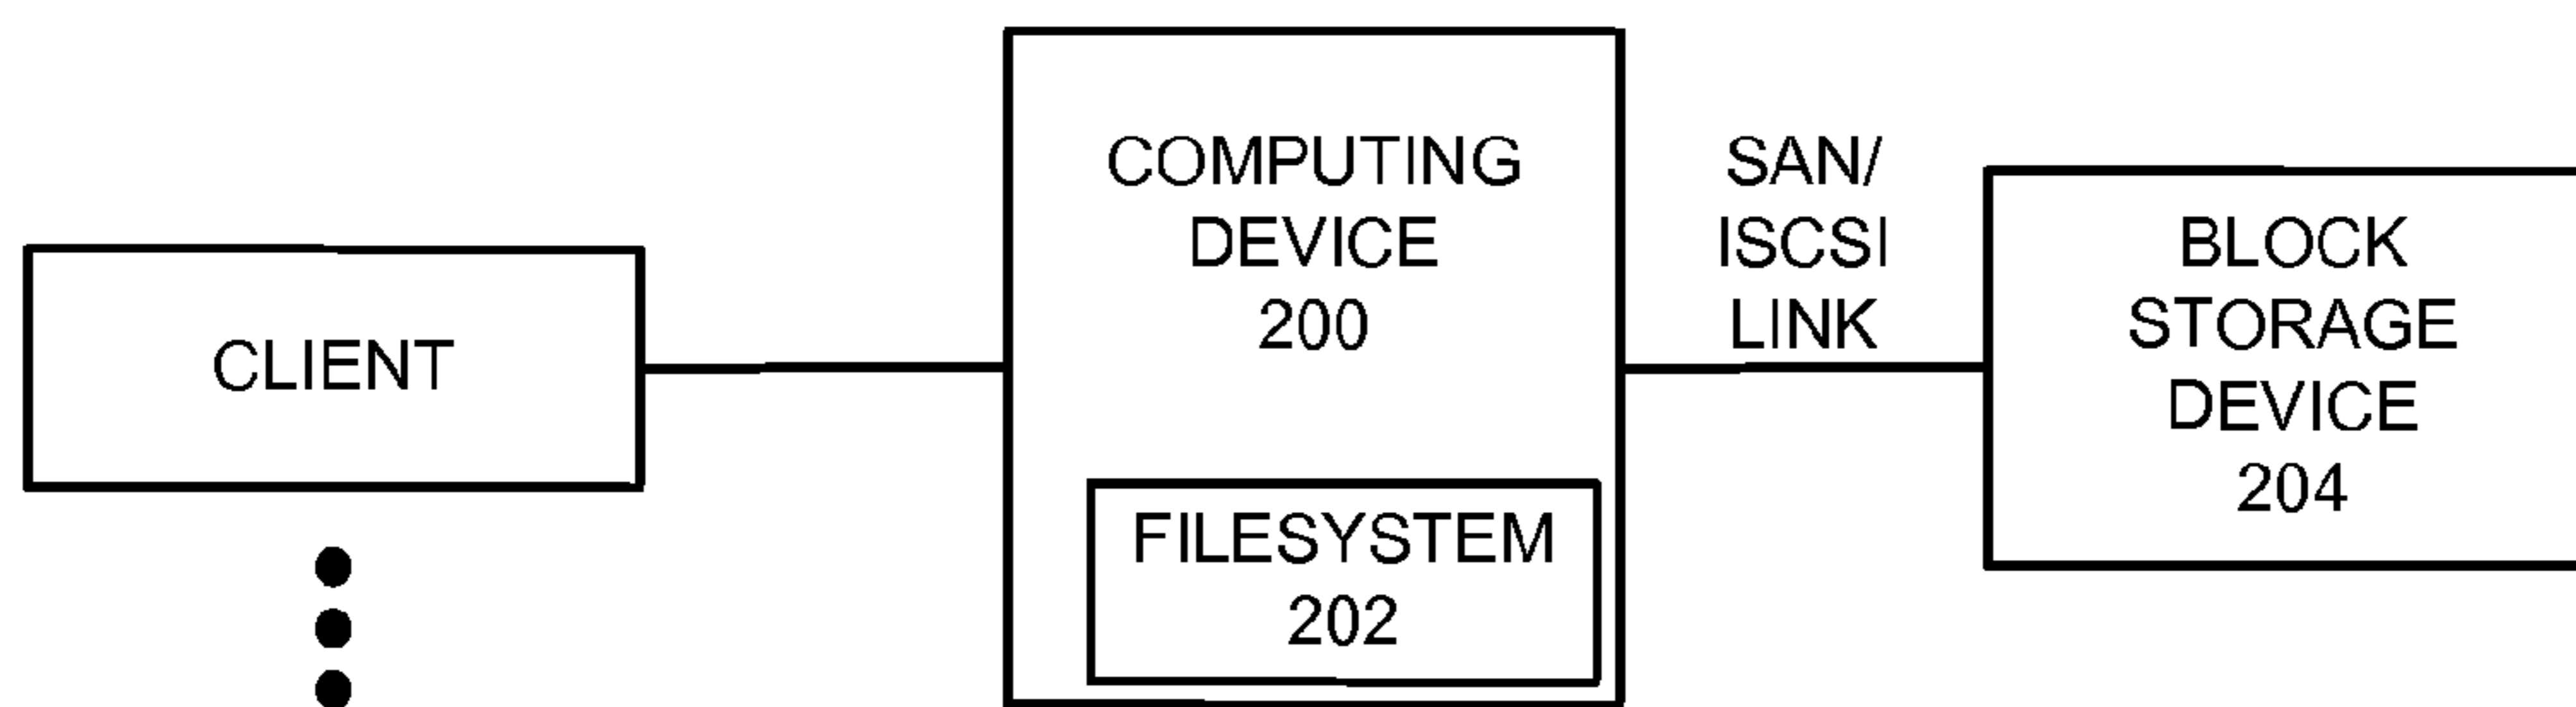 CLIENT
COMPUTING
DEVICE
200
FILESYSTEM
202
SAN/
ISCSI
LINK
BLOCK
STORAGE
DEVICE
204